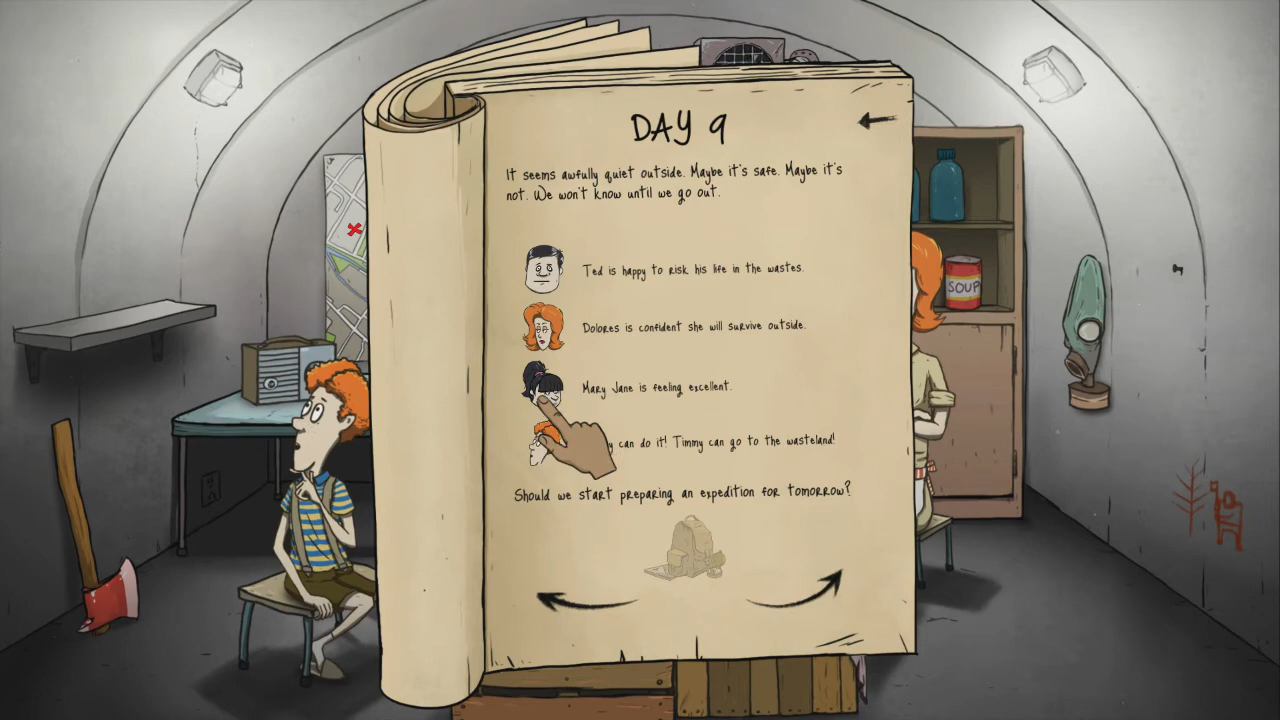 DAY 9
It seems awfully quiet outside. Maybe it's safe. Maybe it's
not. We won't know until we go out.
Ted is happy to risk his life in the wastes.
Dolores is confident she will survive outside.
Mary Jane is feeling excellent.
can do it! Timmy can go to the wasteland!
Should we start preparing an expedition for tomorrow?
SOUP